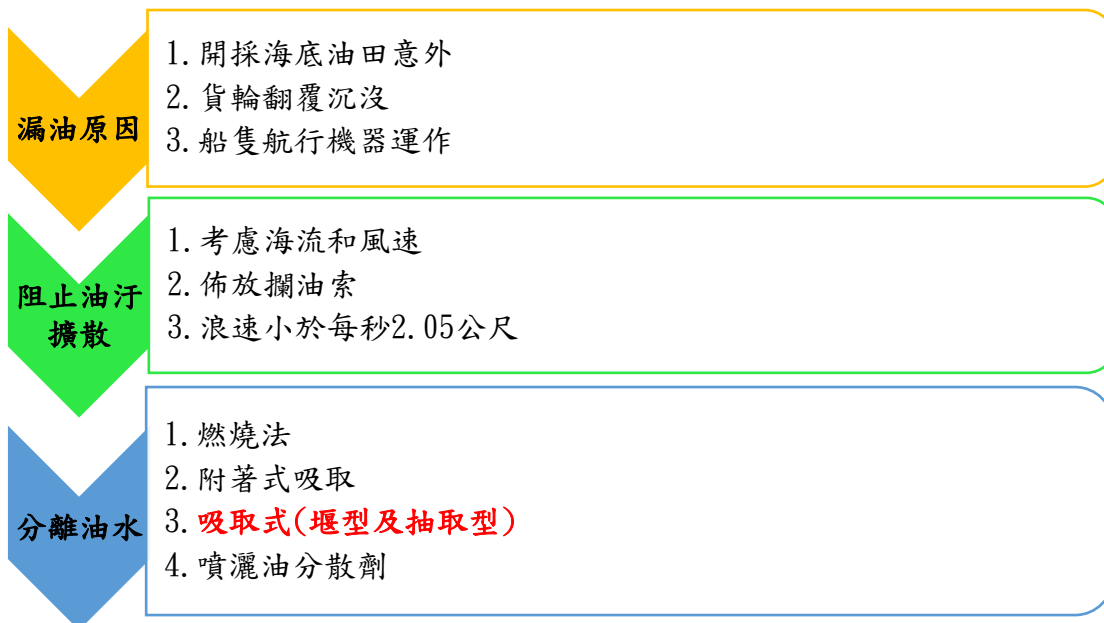 漏油原因
1.開採海底油田意外
2.貨輪翻覆沉沒
3.船隻航行機器運作
阻止油汙
擴散
1.考慮海流和風速
2.佈放攔油索
3.浪速小於每秒2.05公尺
分離油水
1.燃燒法
2.附著式吸取
3.吸取式(堰型及抽取型)
4.噴灑油分散劑